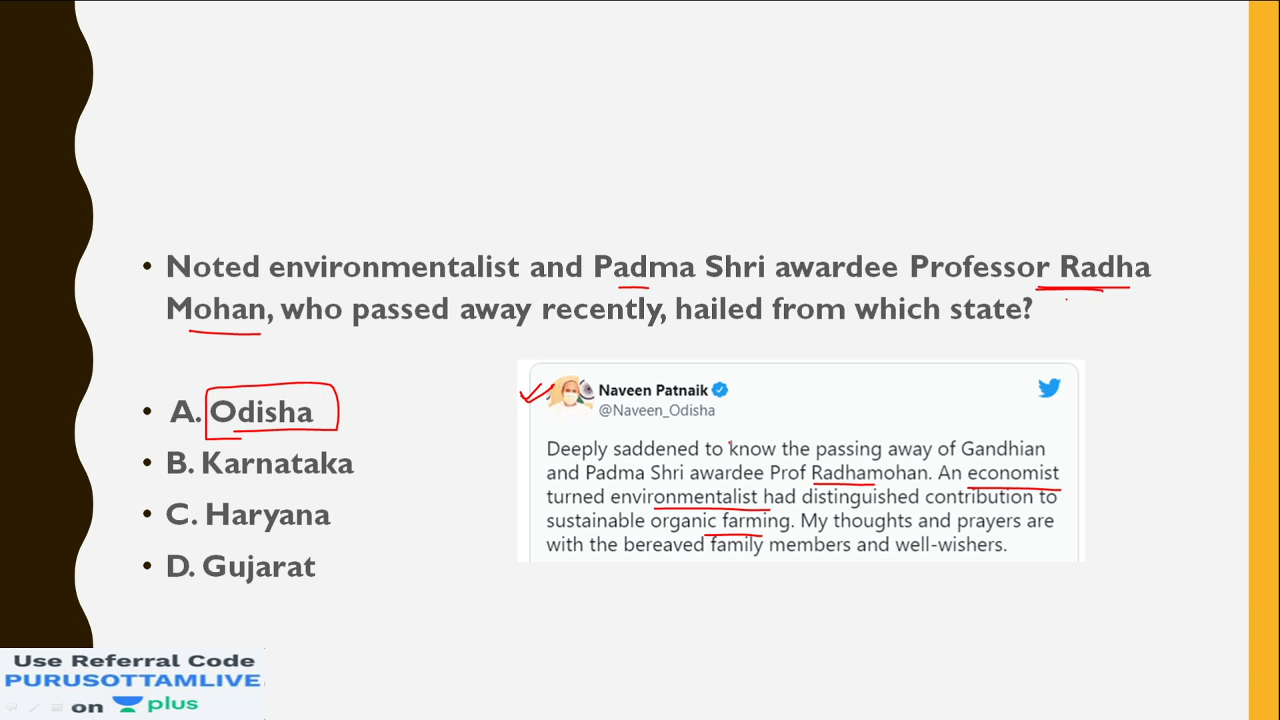 • Noted environmentalist and Padma Shri awardee Professor Radha
Mohan, who passed away recently, hailed from which state?
• A. Odisha
• B. Karnataka
• C. Haryana
• D. Gujarat
Naveen Patnaik
@Naveen_Odisha
Deeply saddened to know the passing away of Gandhian
and Padma Shri awardee Prof Radhamohan. An economist
turned environmentalist had distinguished contribution to
sustainable organic farming. My thoughts and prayers are
with the bereaved family members and well-wishers.
Use Referral Code
PURUSOTTAMLIVE
on plus